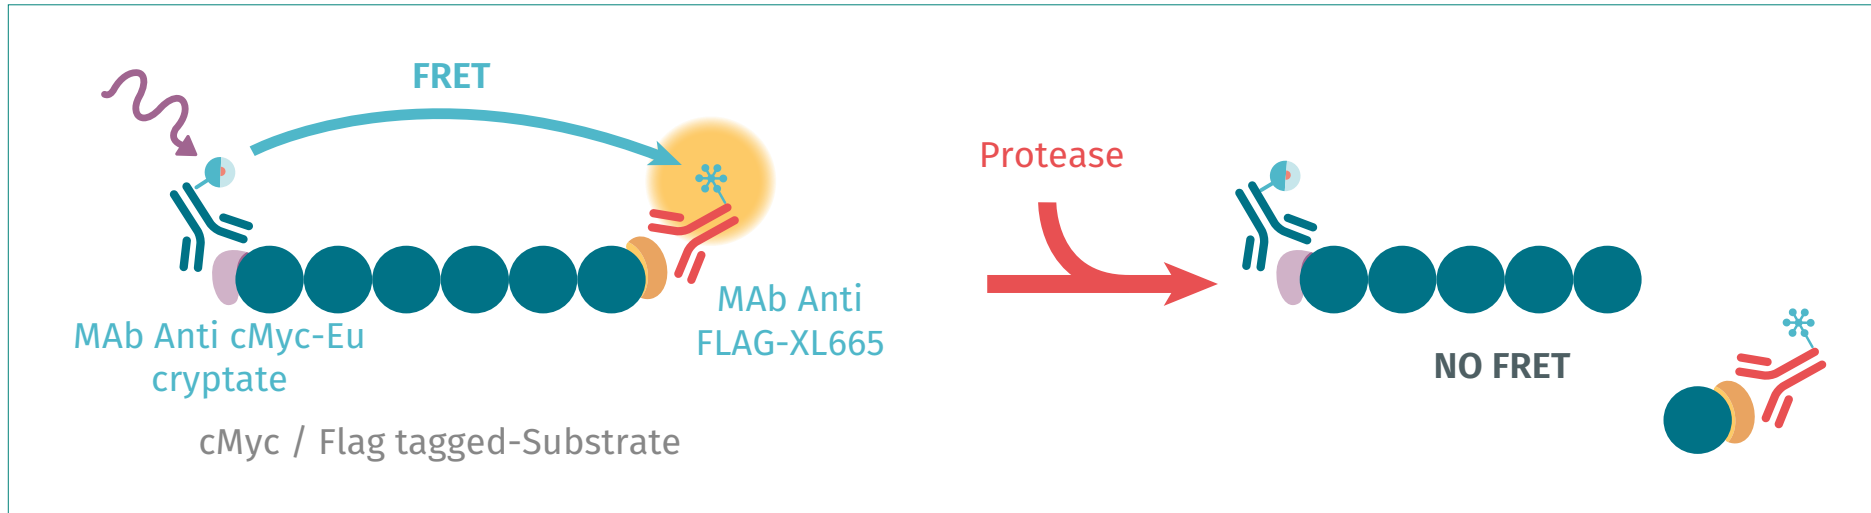 FRET
Protease
MAb Anti
FLAG-XL665
MAb Anti cMyc-Eu
cryptate
NO FRET
cMyc / Flag tagged-Substrate